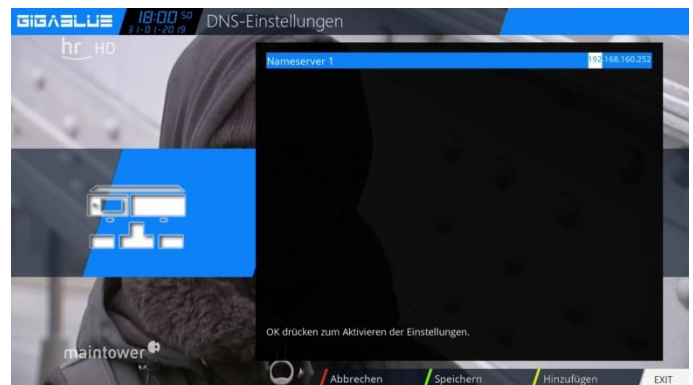 GIGABLUE
18:00 50
31-01-2019
DNS-Einstellungen
hr HD
Nameserver 1 192.168.160.252
OK drücken zum Aktivieren der Einstellungen.
maintower
Abbrechen Speichern Hinzufügen EXIT